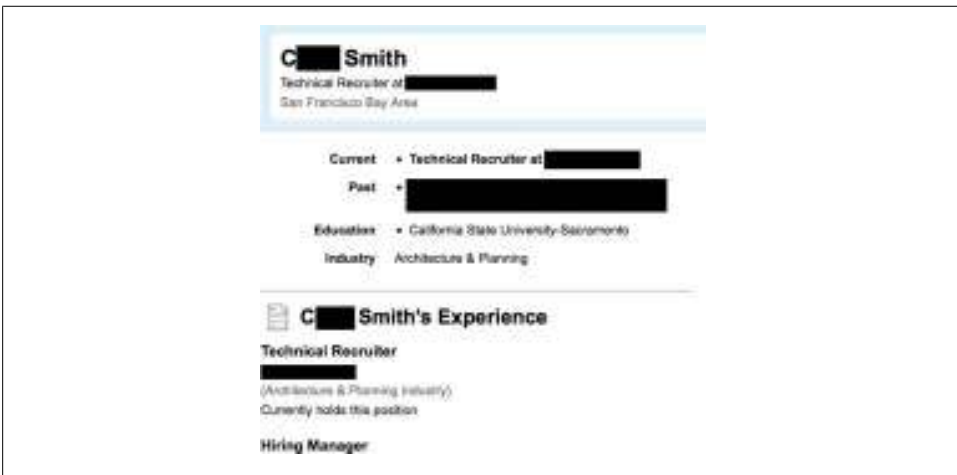 C Smith
Technical Recruiter at
San Francisco Bay Area
Current • Technical Recruiter at
Past •
Education • California State University-Sacramento
Industry Architecture & Planning
C Smith's Experience
Technical Recruiter
(Architecture & Planning industry)
Currently holds this position
Hiring Manager